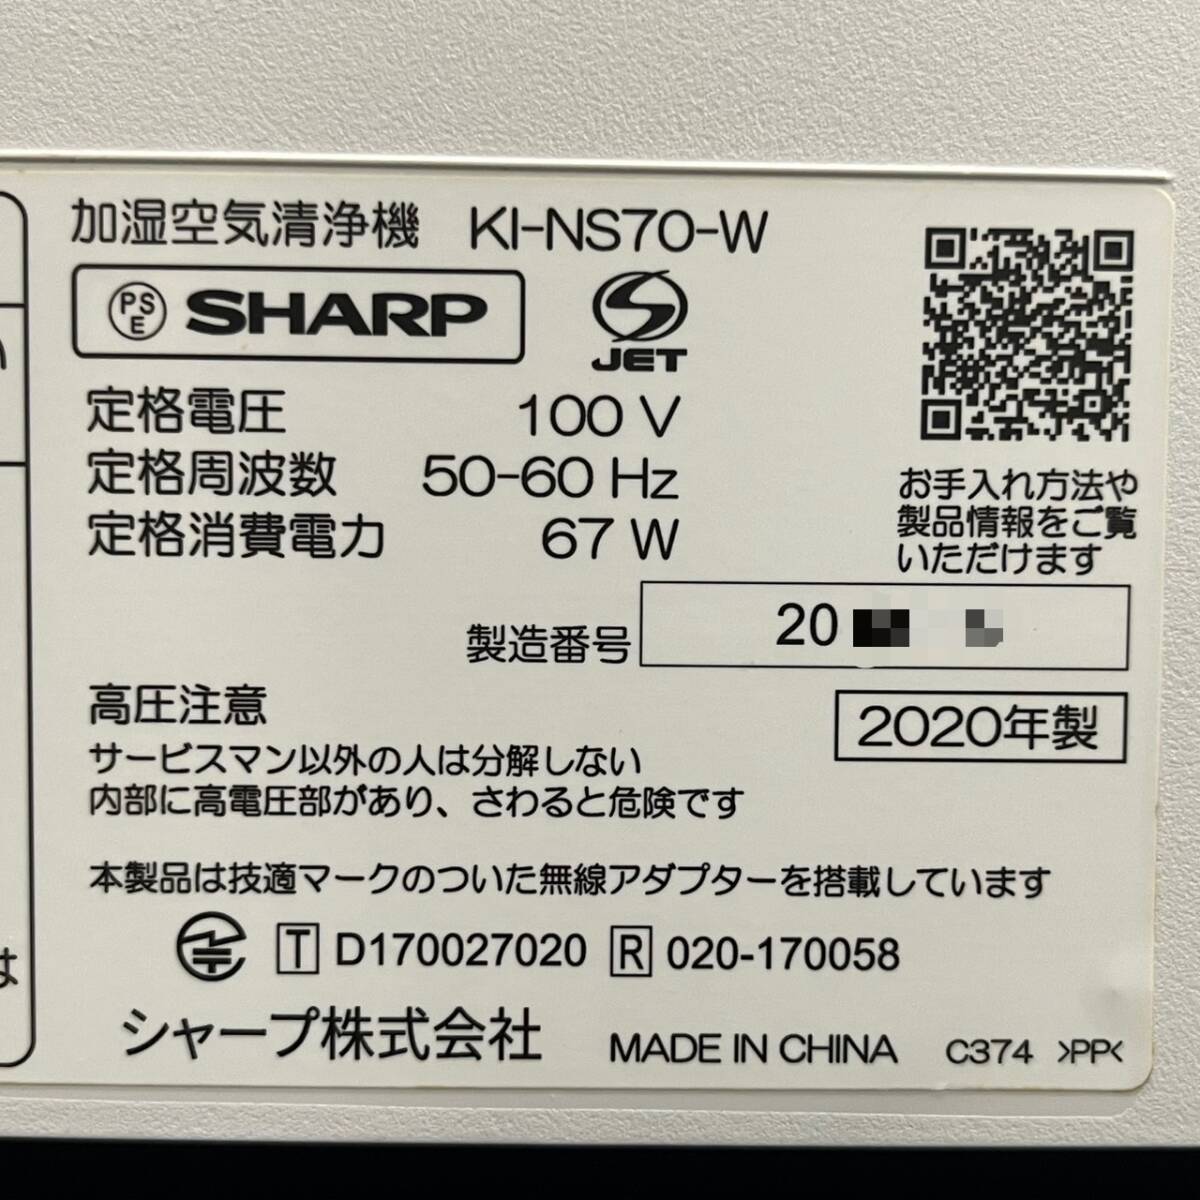 加湿空気清浄機 KI-NS70-W
PSE SHARP
JET
定格電圧 100 V
定格周波数 50-60 Hz
定格消費電力 67 W
お手入れ方法や
製品情報をご覧
いただけます
製造番号 20
2020年製
高圧注意
サービスマン以外の人は分解しない
内部に高電圧部があり、さわると危険です
本製品は技適マークのついた無線アダプターを搭載しています
T D170027020 R 020-170058
シャープ株式会社 MADE IN CHINA C374 >PP<
は